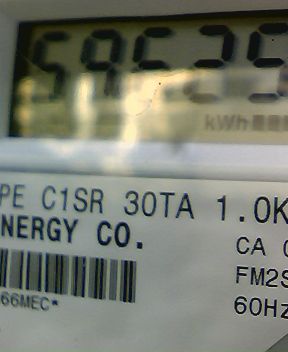 59525
kWh
PE C1SR 30TA 1.0K
NERGY CO.
CA
FM2S
66MEC*
60Hz